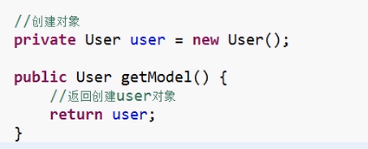 //创建对象
private User user = new User();
public User getModel() {
//返回创建user对象
return user;
}